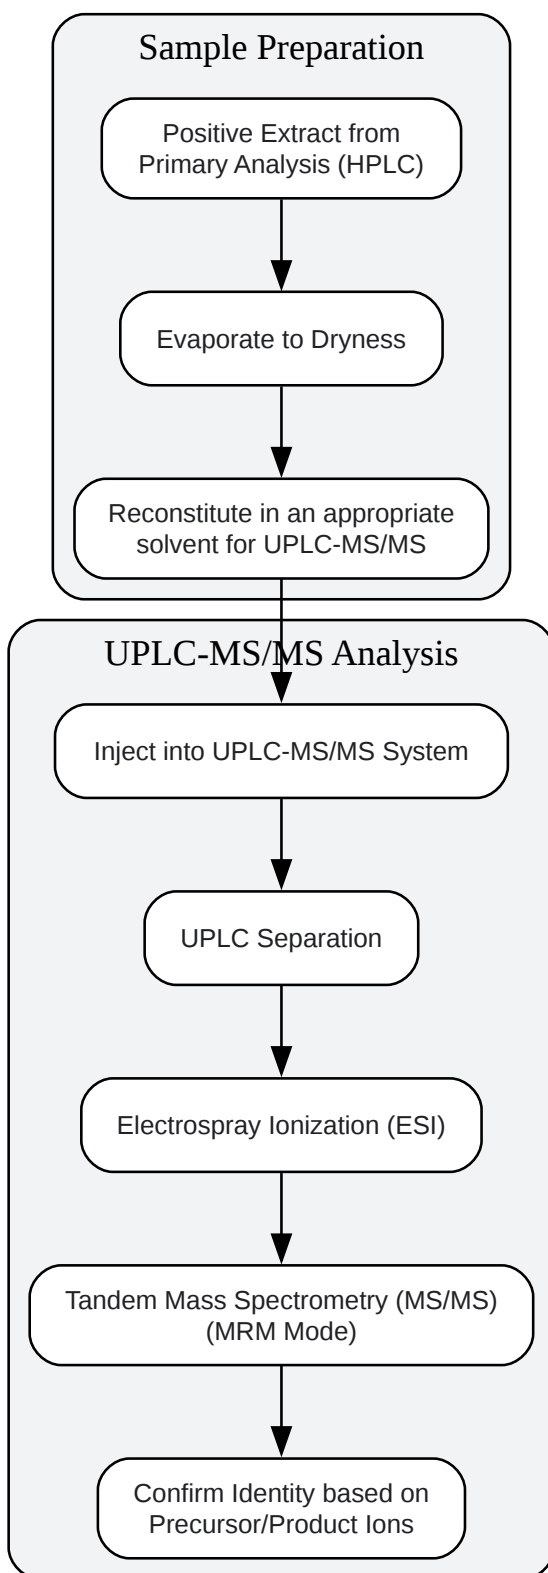 Sample Preparation
Positive Extract from
Primary Analysis (HPLC)
Evaporate to Dryness
Reconstitute in an appropriate
solvent for UPLC-MS/MS
UPLC-MS/MS Analysis
Inject into UPLC-MS/MS System
UPLC Separation
Electrospray Ionization (ESI)
Tandem Mass Spectrometry (MS/MS)
(MRM Mode)
Confirm Identity based on
Precursor/Product Ions